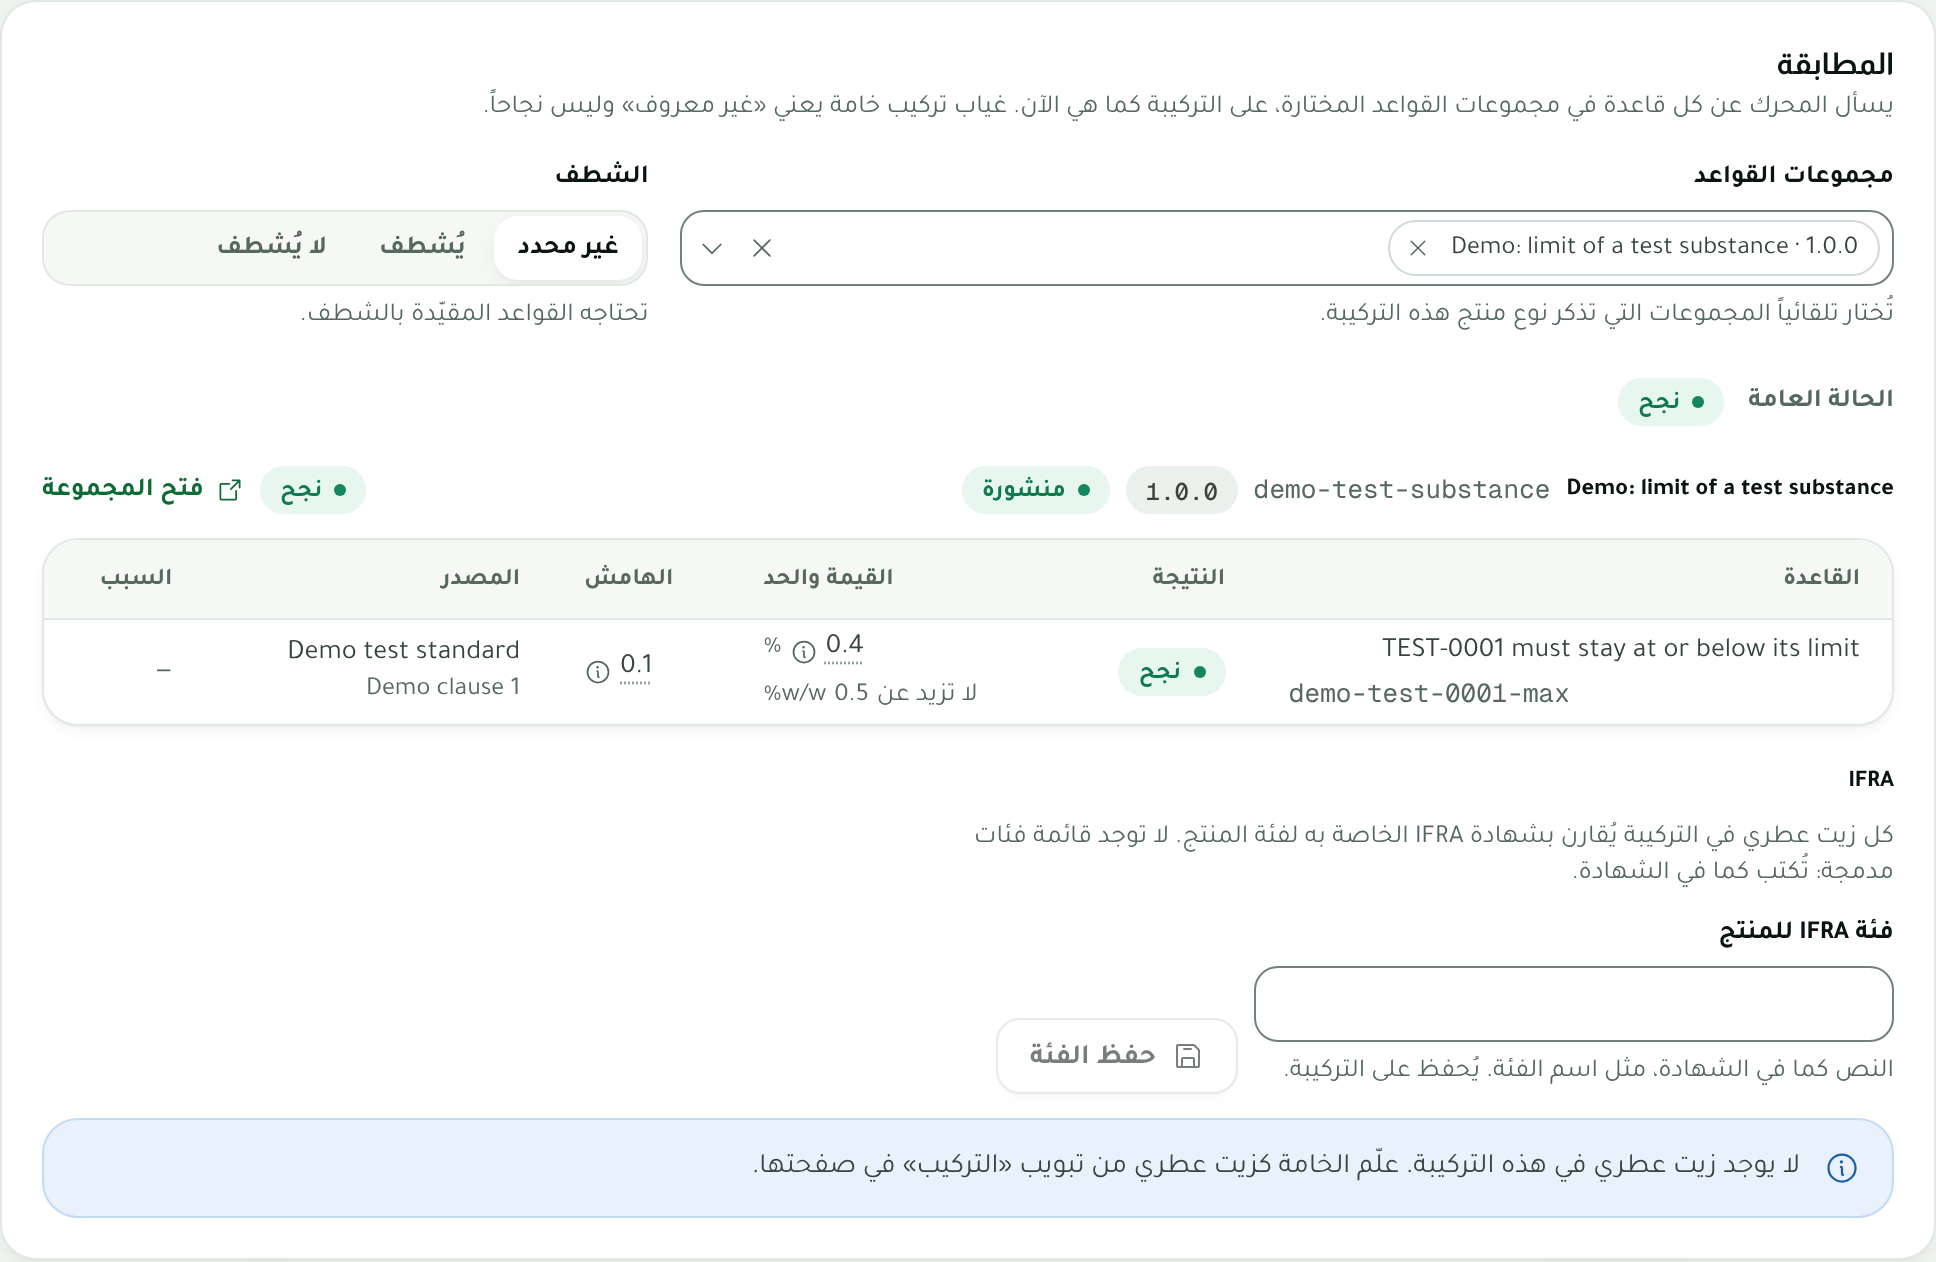 المطابقة
يسأل المحرك عن كل قاعدة في مجموعات القواعد المختارة، على التركيبة كما هي الآن. غياب تركيب خامة يعني «غير معروف» وليس نجاحاً.
مجموعات القواعد
Demo: limit of a test substance · 1.0.0
تُختار تلقائياً المجموعات التي تذكر نوع منتج هذه التركيبة.
الشطف
غير محدد يُشطف لا يُشطف
تحتاجه القواعد المقيّدة بالشطف.
الحالة العامة نجح
Demo: limit of a test substance demo-test-substance 1.0.0 منشورة نجح فتح المجموعة
القاعدة النتيجة القيمة والحد الهامش المصدر السبب
TEST-0001 must stay at or below its limit
demo-test-0001-max
نجح
0.4 %
لا تزيد عن 0.5 w/w%
0.1
Demo test standard
Demo clause 1
–
IFRA
كل زيت عطري في التركيبة يُقارن بشهادة IFRA الخاصة به لفئة المنتج. لا توجد قائمة فئات
مدمجة: تُكتب كما في الشهادة.
فئة IFRA للمنتج
حفظ الفئة
النص كما في الشهادة، مثل اسم الفئة. يُحفظ على التركيبة.
لا يوجد زيت عطري في هذه التركيبة. علّم الخامة كزيت عطري من تبويب «التركيب» في صفحتها.